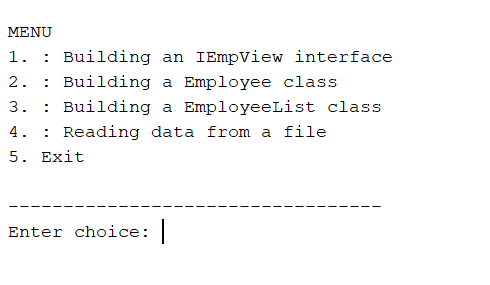 MENU
1. : Building an IEmpView interface
2. : Building a Employee class
3. : Building a EmployeeList class
4. : Reading data from a file
5. Exit
----------------------------------
Enter choice: